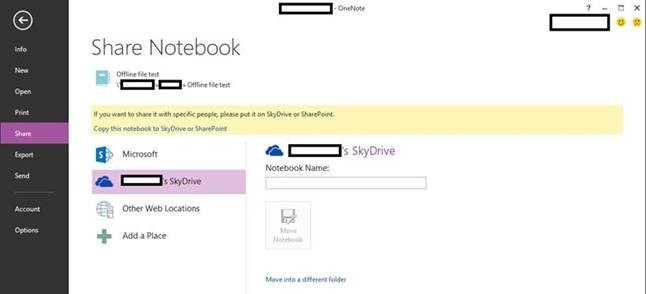 - OneNote
?
Info
New
Open
Print
Share
Export
Send
Account
Options
Share Notebook
Offline file test
\\ » » Offline file test
If you want to share it with specific people, please put it on SkyDrive or SharePoint.
Copy this notebook to SkyDrive or SharePoint
Microsoft
's SkyDrive
Other Web Locations
Add a Place
's SkyDrive
Notebook Name:
Move
Notebook
Move into a different folder